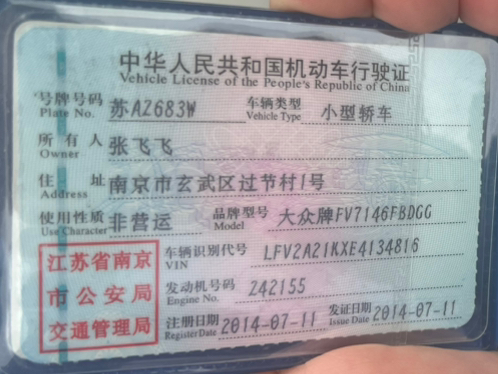 中华人民共和国机动车行驶证
Vehicle License of the People's Republic of China
号牌号码 苏A2683W 车辆类型 小型轿车
Plate No. Vehicle Type
所有人 张飞飞
Owner
住址 南京市玄武区过节村1号
Address
使用性质 非营运 品牌型号 大众牌FV7146FBDGG
Use Character Model
江苏省南京
市公安局
交通管理局
车辆识别代号 LFV2A21KXE4134816
VIN
发动机号码 Z42155
Engine No.
注册日期 2014-07-11 发证日期 2014-07-11
Register Date Issue Date